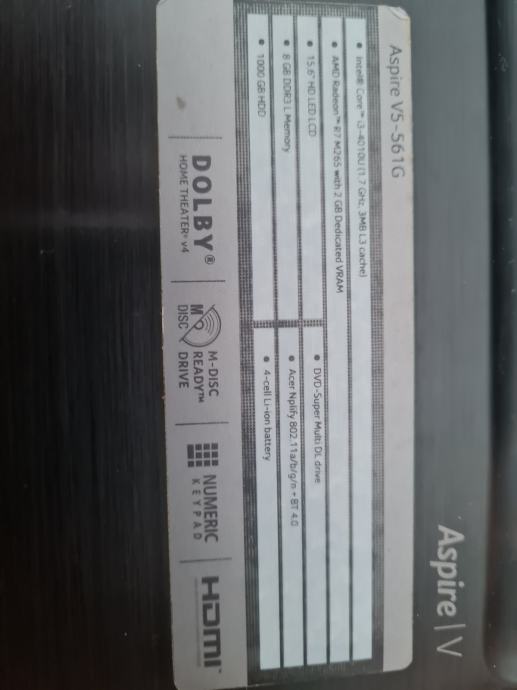 Aspire | V
Aspire V5-561G
• Intel® Core™ i3-4010U (1.7 GHz, 3MB L3 cache)
• AMD Radeon™ R7 M265 with 2 GB Dedicated VRAM
• 15.6" HD LED LCD
• DVD-Super Multi DL drive
• 8 GB DDR3 L Memory
• Acer Nplify 802.11a/b/g/n + BT 4.0
• 1000 GB HDD
• 4-cell Li-ion battery
DOLBY®
HOME THEATER® v4
M DISC
M-DISC
READY™
DRIVE
NUMERIC
KEYPAD
HDMI™